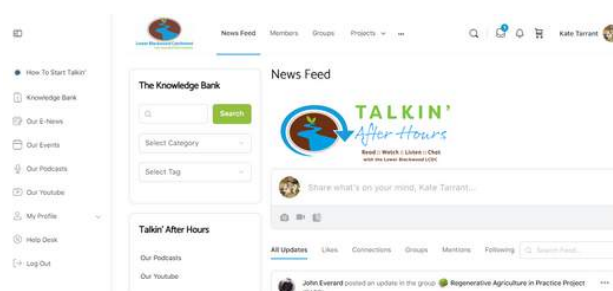 Lower Blackwood Catchment
News Feed
Members
Groups
Projects
Kate Tarrant
How To Start Talkin'
Knowledge Bank
Our E-News
Our Events
Our Podcasts
Our Youtube
My Profile
Help Desk
Log Out
The Knowledge Bank
Search
Select Category
Select Tag
Talkin' After Hours
Our Podcasts
Our Youtube
News Feed
TALKIN'
After Hours
Read :: Watch :: Listen :: Chat
with the Lower Blackwood LCDC
Share what's on your mind, Kate Tarrant...
All Updates Likes Connections Groups Mentions Following Search Feed...
John Everard posted an update in the group Regenerative Agriculture in Practice Project